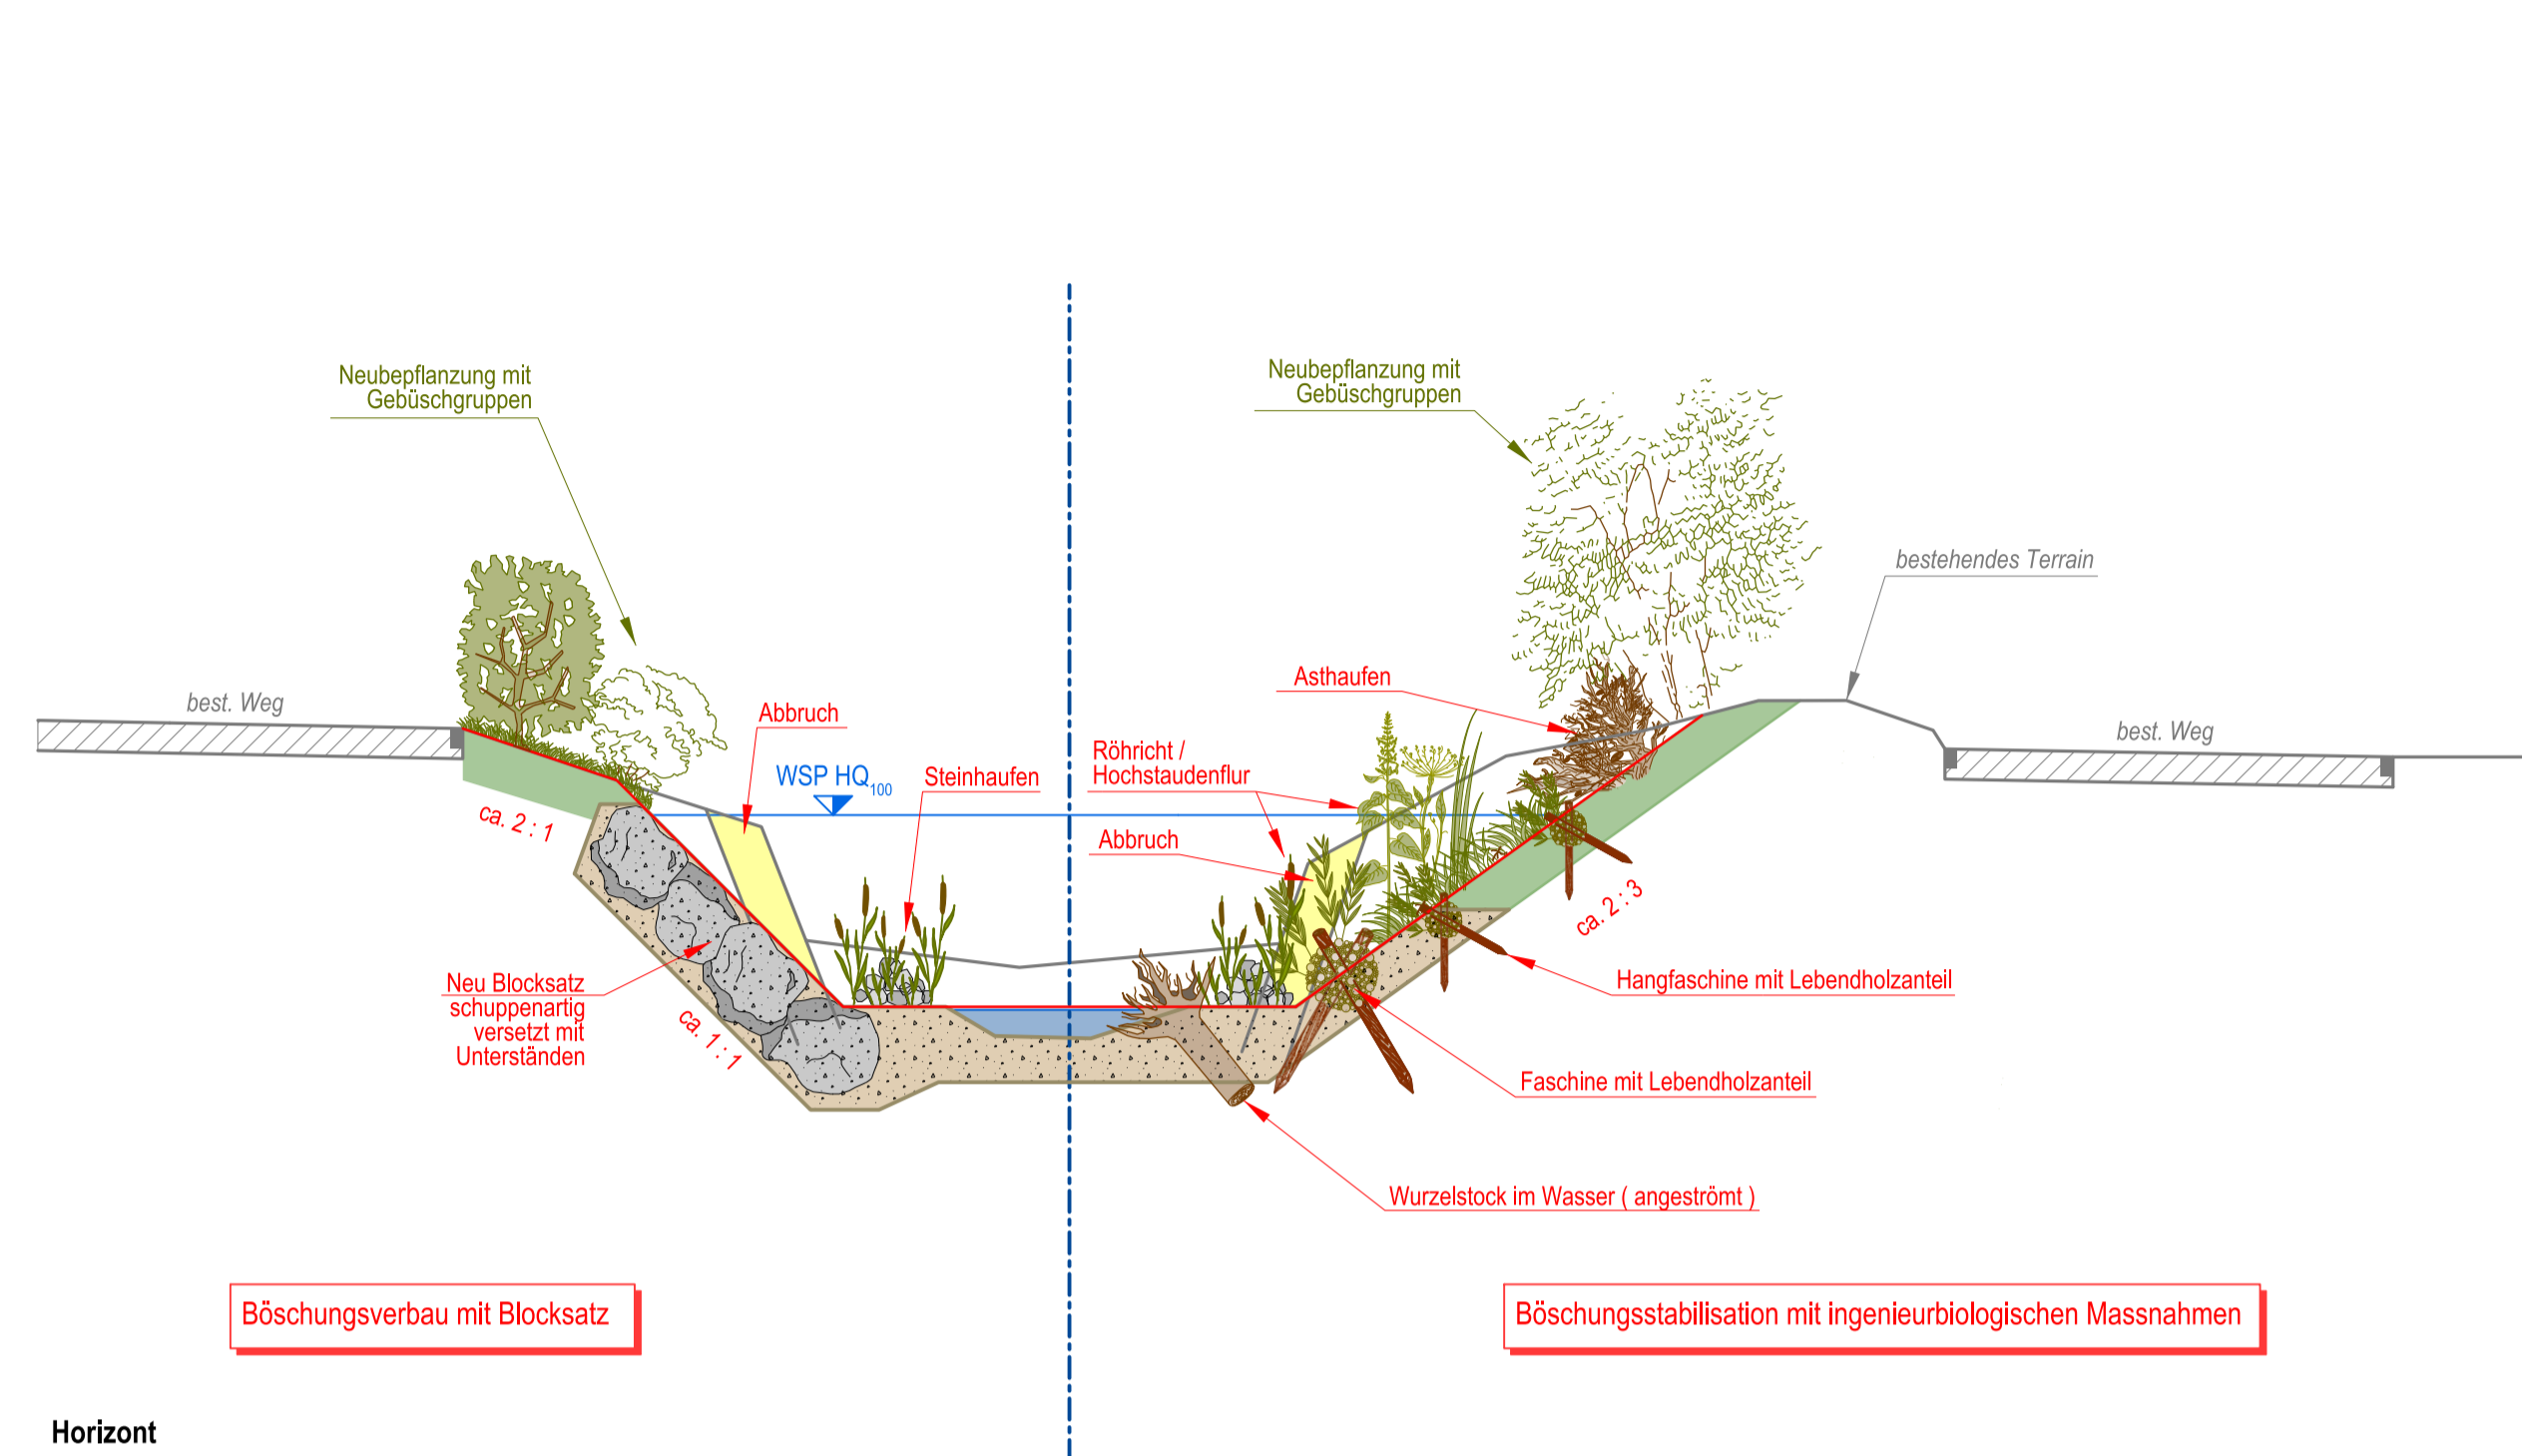 Neubepflanzung mit
Gebüschgruppen
Neubepflanzung mit
Gebüschgruppen
bestehendes Terrain
best. Weg
Abbruch
WSP HQ100
Steinhaufen
Asthaufen
Röhricht /
Hochstaudenflur
Abbruch
best. Weg
ca. 2 : 1
ca. 2 : 3
Neu Blocksatz
schuppenartig
versetzt mit
Unterständen
ca. 1 : 1
Hangfaschine mit Lebendholzanteil
Faschine mit Lebendholzanteil
Wurzelstock im Wasser ( angeströmt )
Böschungsverbau mit Blocksatz
Böschungsstabilisation mit ingenieurbiologischen Massnahmen
Horizont